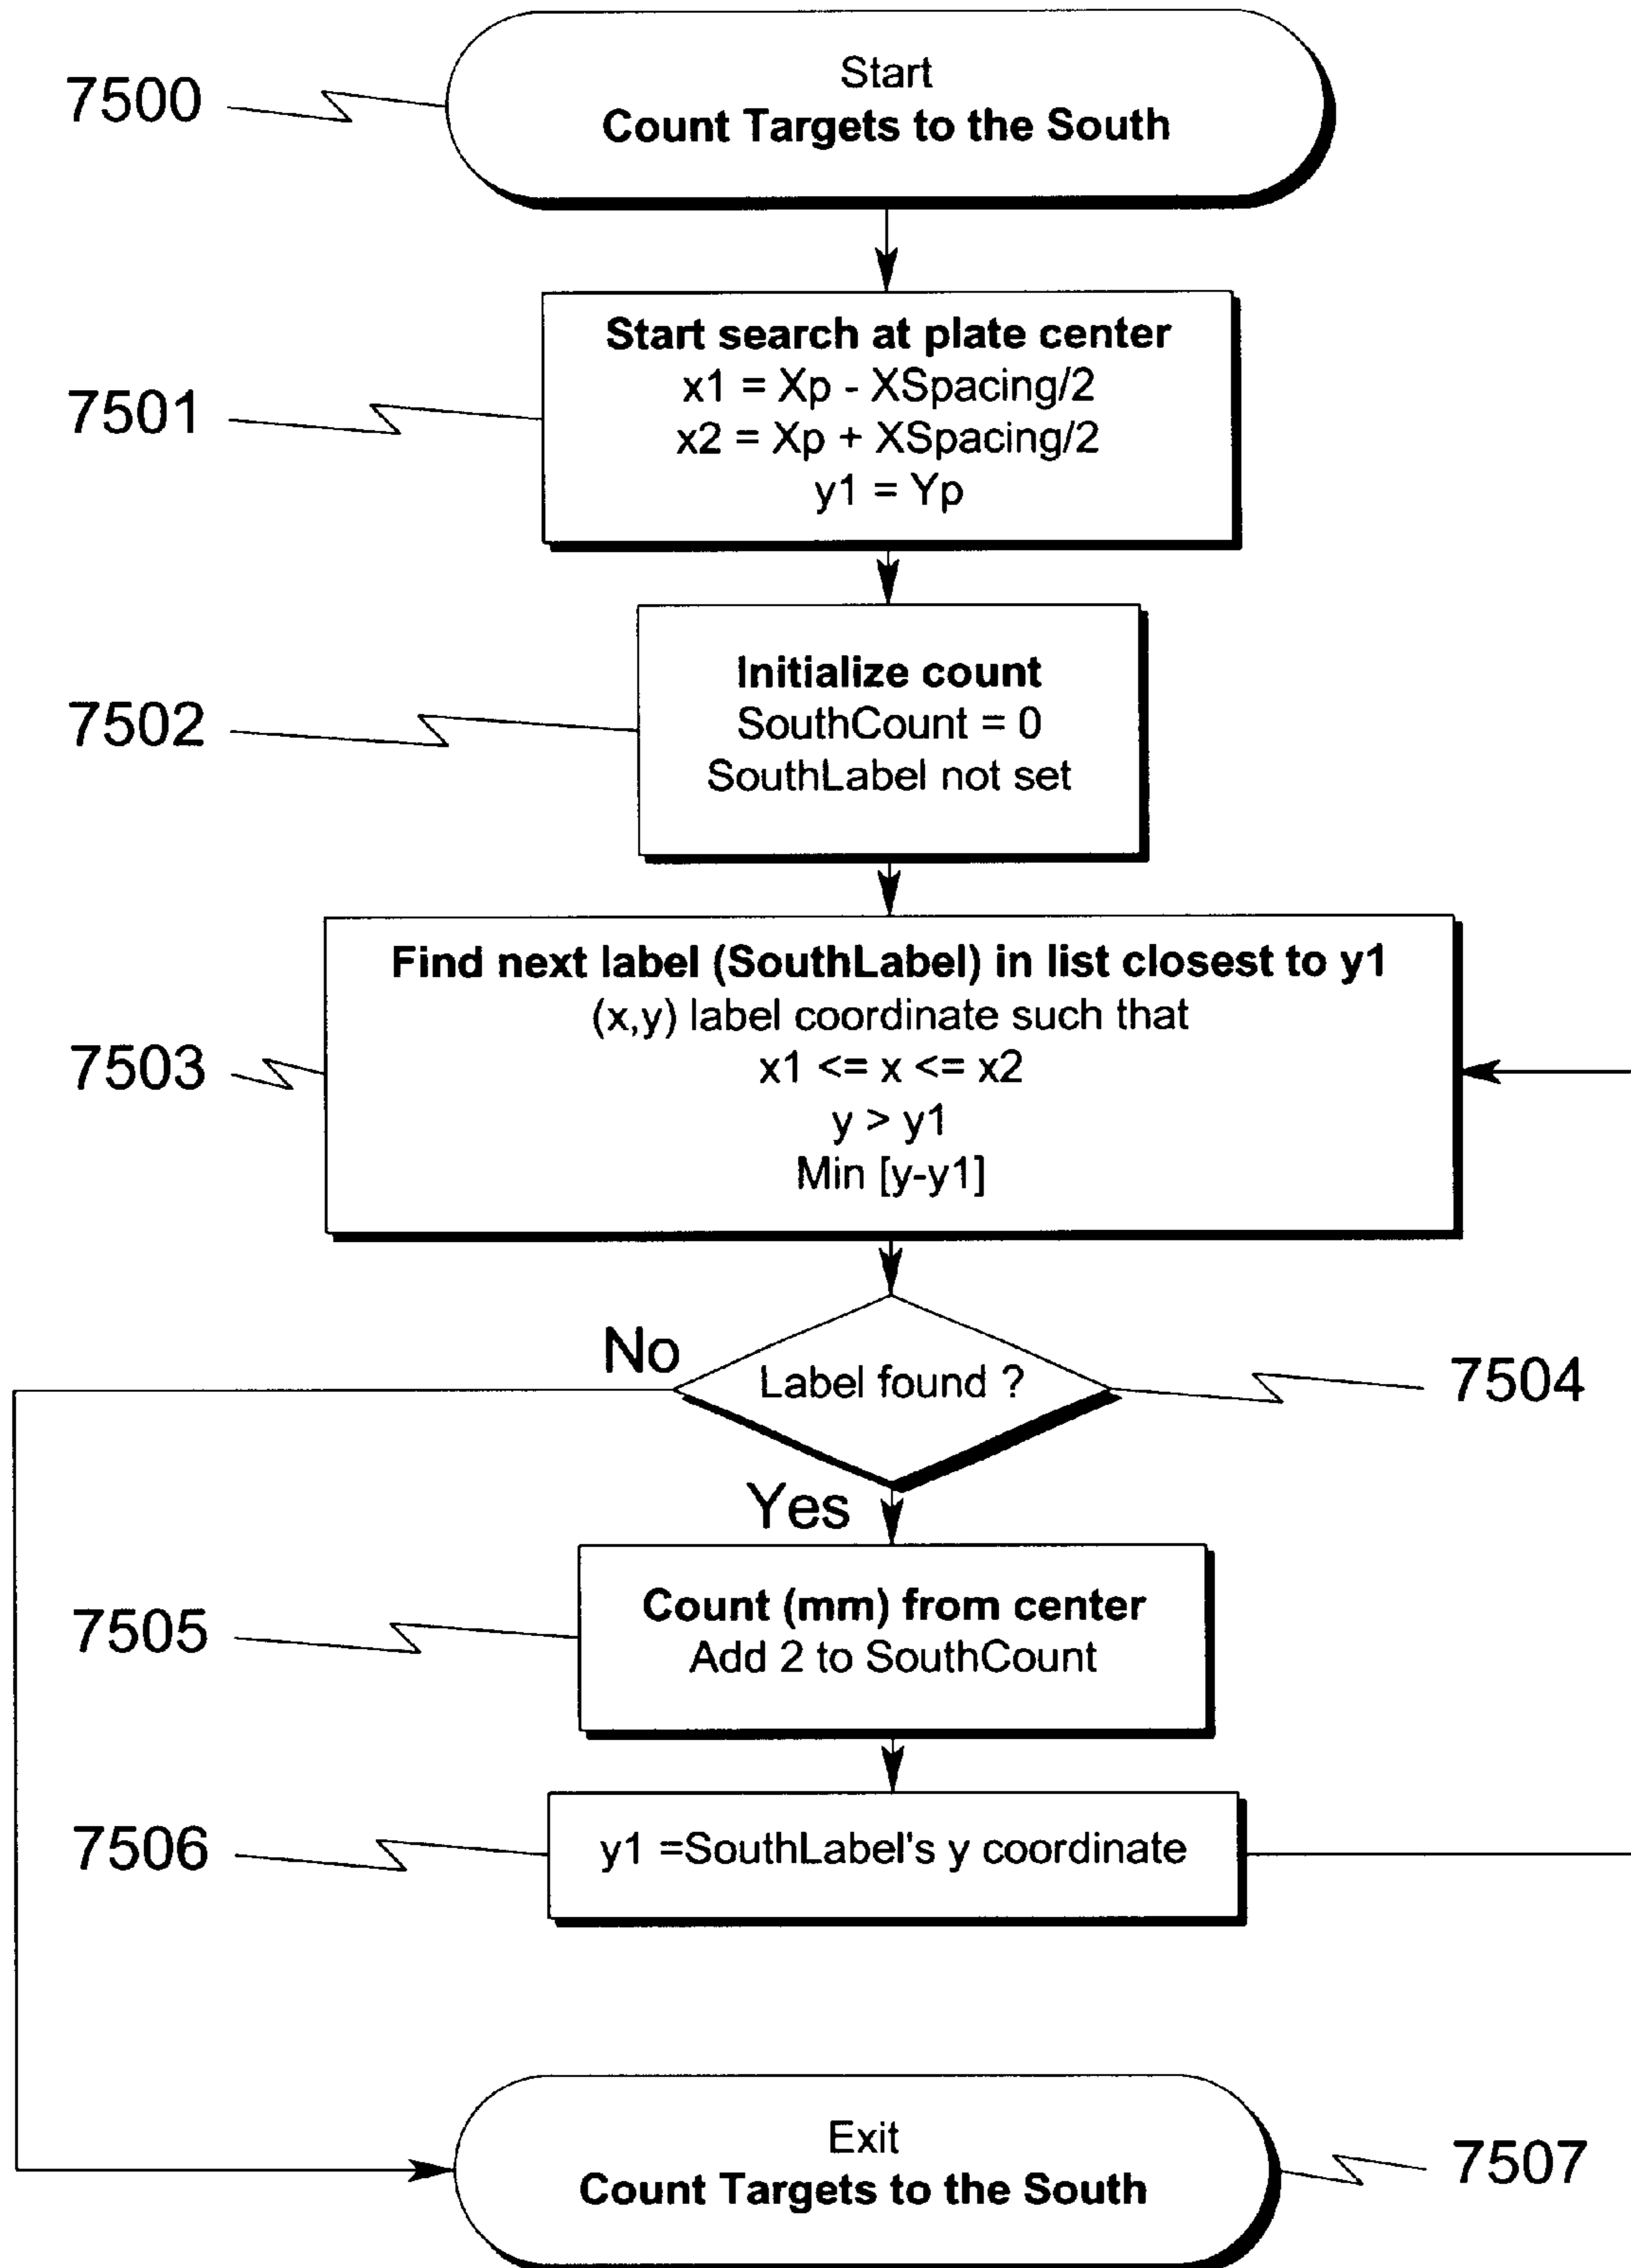 7500
Start
Count Targets to the South
7501
Start search at plate center
x1 = Xp - XSpacing/2
x2 = Xp + XSpacing/2
y1 = Yp
7502
Initialize count
SouthCount = 0
SouthLabel not set
7503
Find next label (SouthLabel) in list closest to y1
(x,y) label coordinate such that
x1 <= x <= x2
y > y1
Min [y-y1]
No
Label found ?
7504
Yes
7505
Count (mm) from center
Add 2 to SouthCount
7506
y1 =SouthLabel's y coordinate
Exit
Count Targets to the South
7507